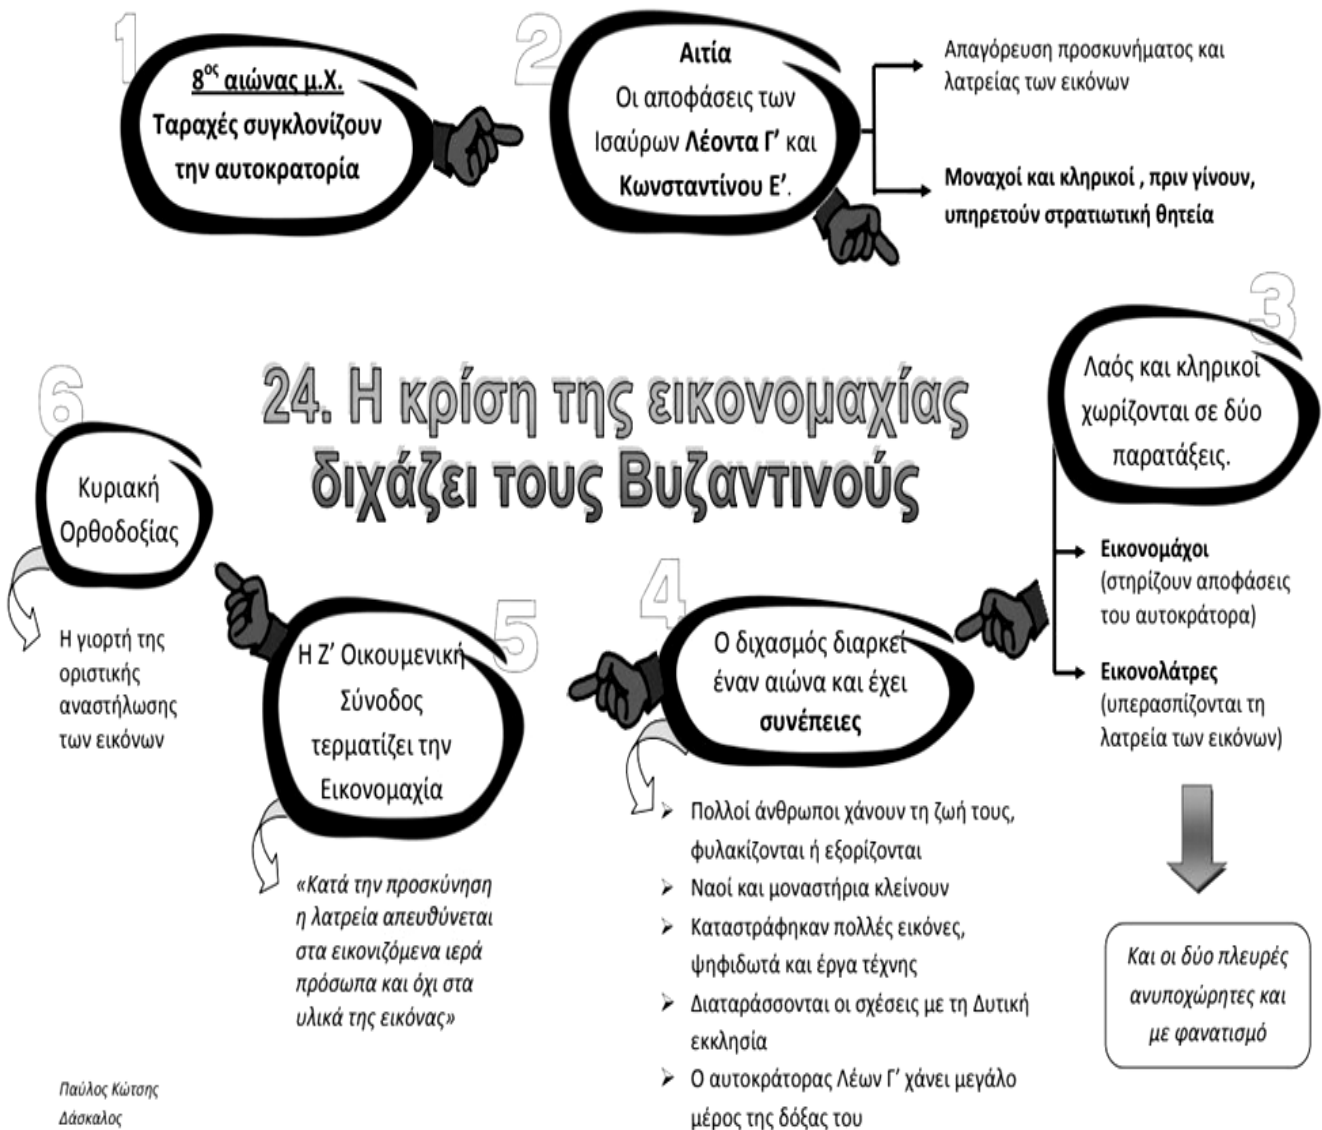 1
8ος αιώνας μ.Χ.
Ταραχές συγκλονίζουν
την αυτοκρατορία
2
Αιτία
Οι αποφάσεις των
Ισαύρων Λέοντα Γ’ και
Κωνσταντίνου Ε’.
Απαγόρευση προσκυνήματος και
λατρείας των εικόνων
Μοναχοί και κληρικοί , πριν γίνουν,
υπηρετούν στρατιωτική θητεία
24. Η κρίση της εικονομαχίας
διχάζει τους Βυζαντινούς
3
Λαός και κληρικοί
χωρίζονται σε δύο
παρατάξεις.
Εικονομάχοι
(στηρίζουν αποφάσεις
του αυτοκράτορα)
Εικονολάτρες
(υπερασπίζονται τη
λατρεία των εικόνων)
Και οι δύο πλευρές
ανυποχώρητες και
με φανατισμό
4
Ο διχασμός διαρκεί
έναν αιώνα και έχει
συνέπειες
Πολλοί άνθρωποι χάνουν τη ζωή τους,
φυλακίζονται ή εξορίζονται
Ναοί και μοναστήρια κλείνουν
Καταστράφηκαν πολλές εικόνες,
ψηφιδωτά και έργα τέχνης
Διαταράσσονται οι σχέσεις με τη Δυτική
εκκλησία
Ο αυτοκράτορας Λέων Γ’ χάνει μεγάλο
μέρος της δόξας του
5
Η Ζ’ Οικουμενική
Σύνοδος
τερματίζει την
Εικονομαχία
«Κατά την προσκύνηση
η λατρεία απευθύνεται
στα εικονιζόμενα ιερά
πρόσωπα και όχι στα
υλικά της εικόνας»
6
Κυριακή
Ορθοδοξίας
Η γιορτή της
οριστικής
αναστήλωσης
των εικόνων
Παύλος Κώτσης
Δάσκαλος